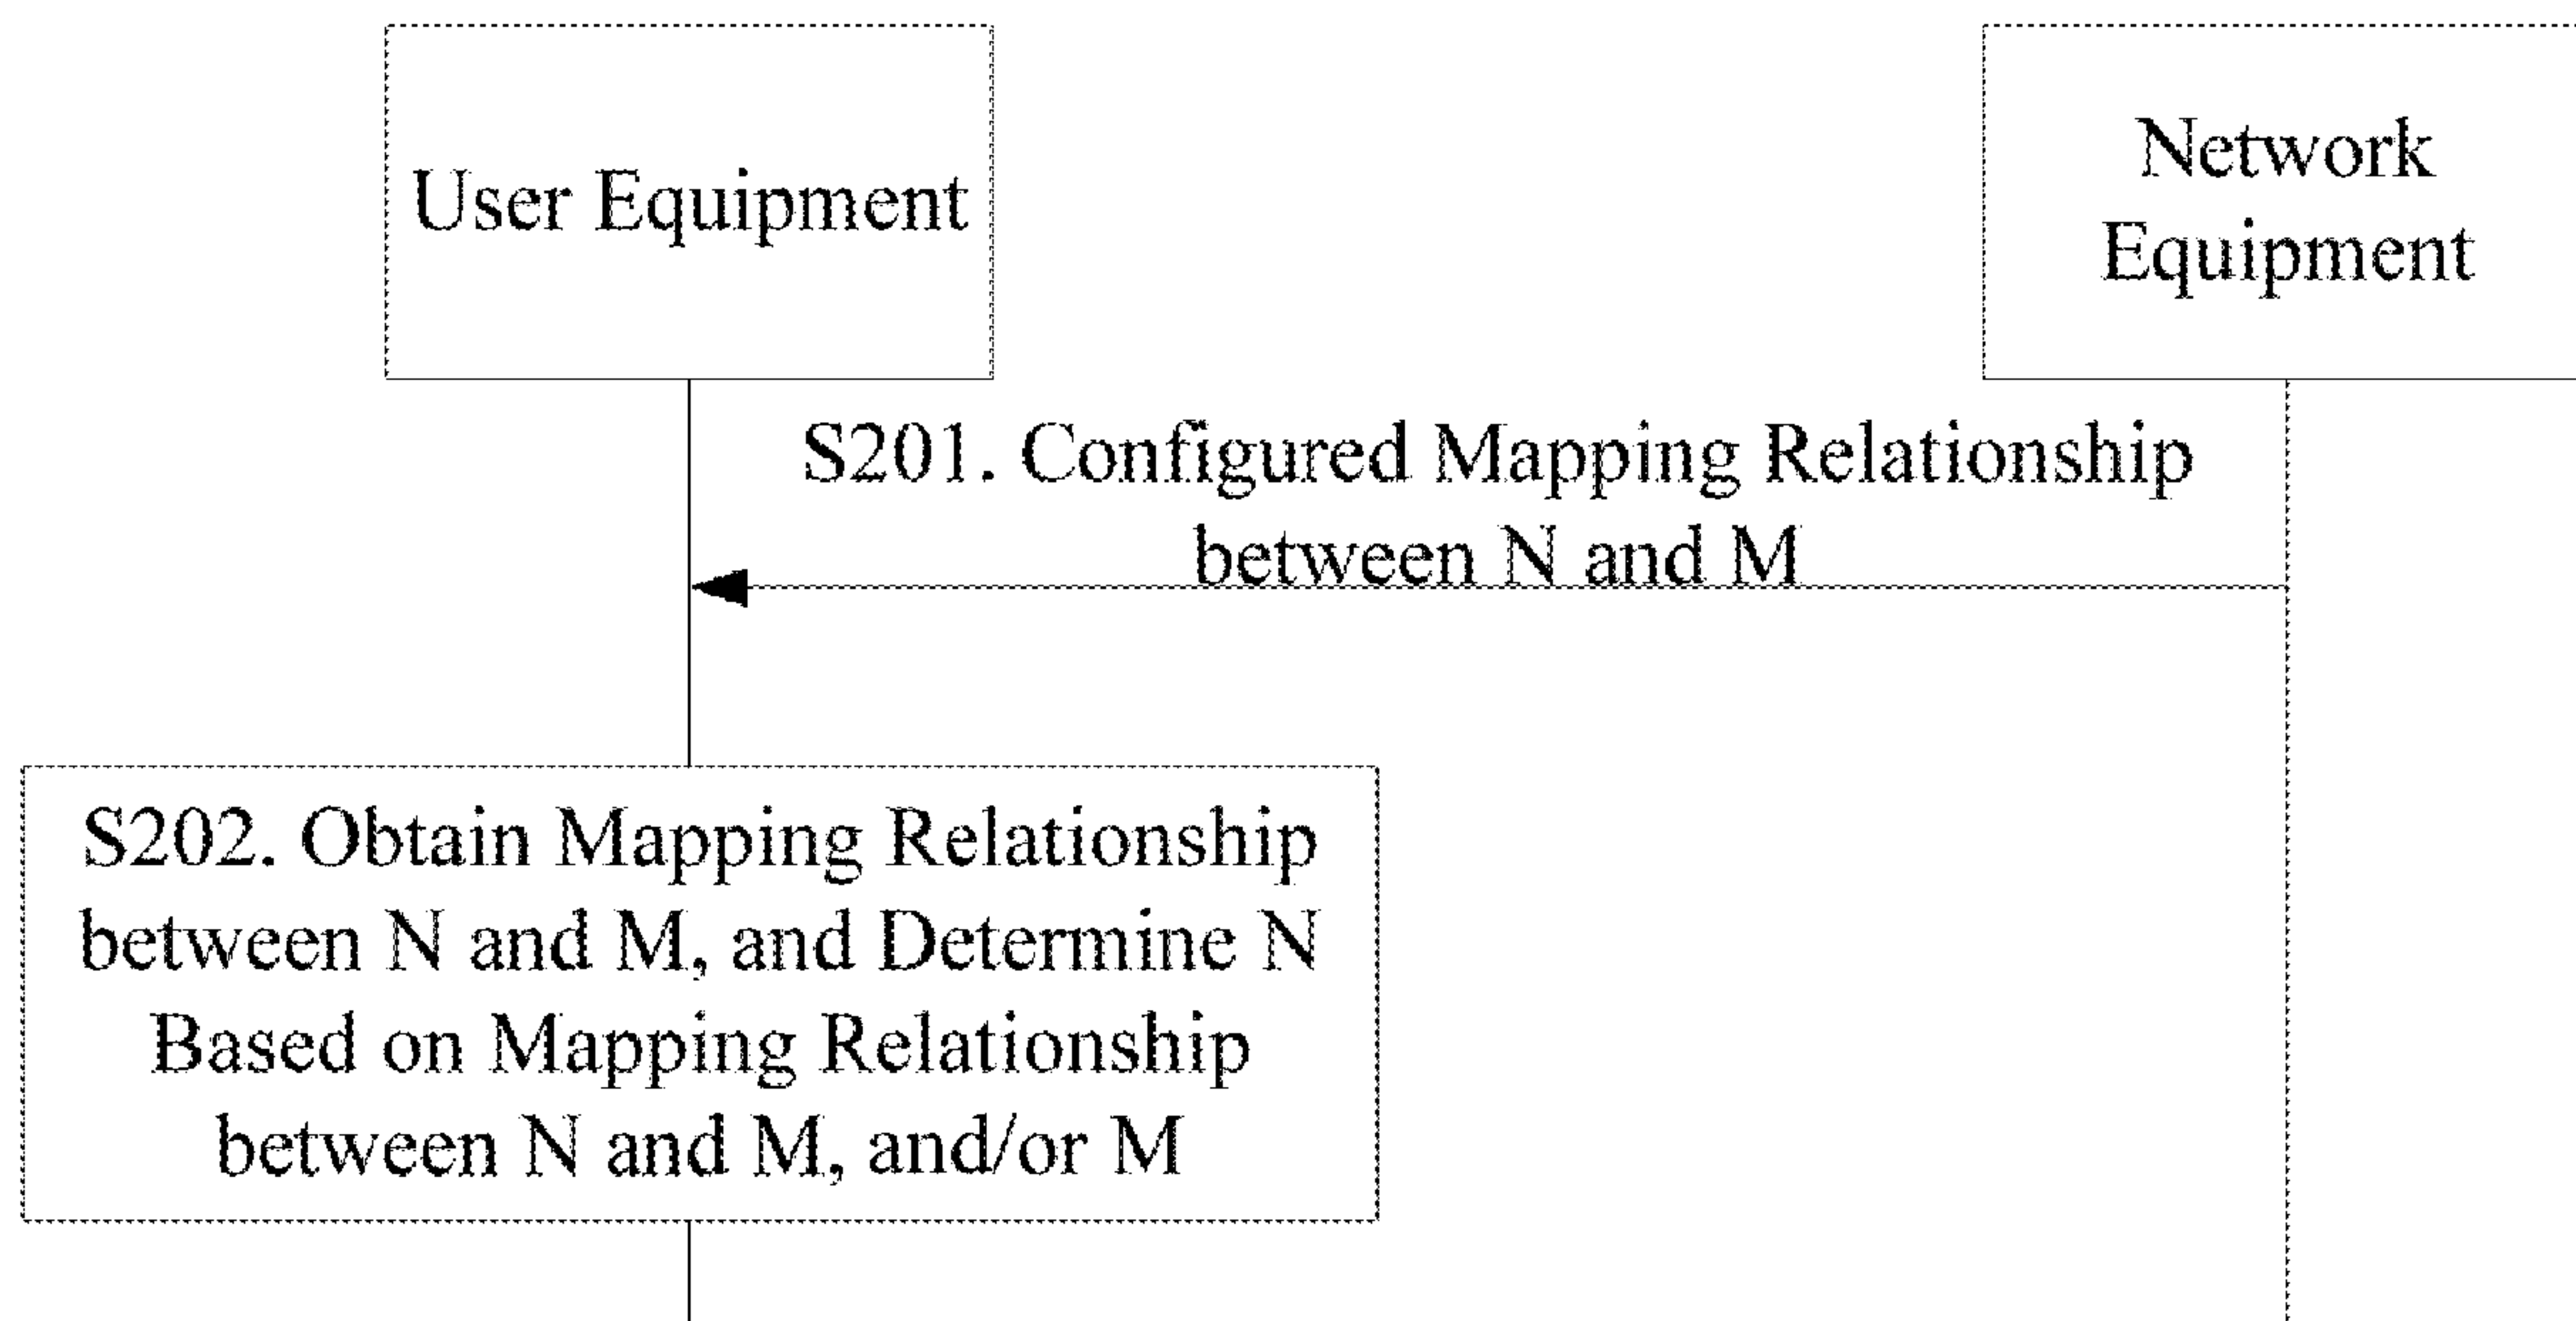 User Equipment
Network
Equipment
S201. Configured Mapping Relationship
between N and M
S202. Obtain Mapping Relationship
between N and M, and Determine N
Based on Mapping Relationship
between N and M, and/or M